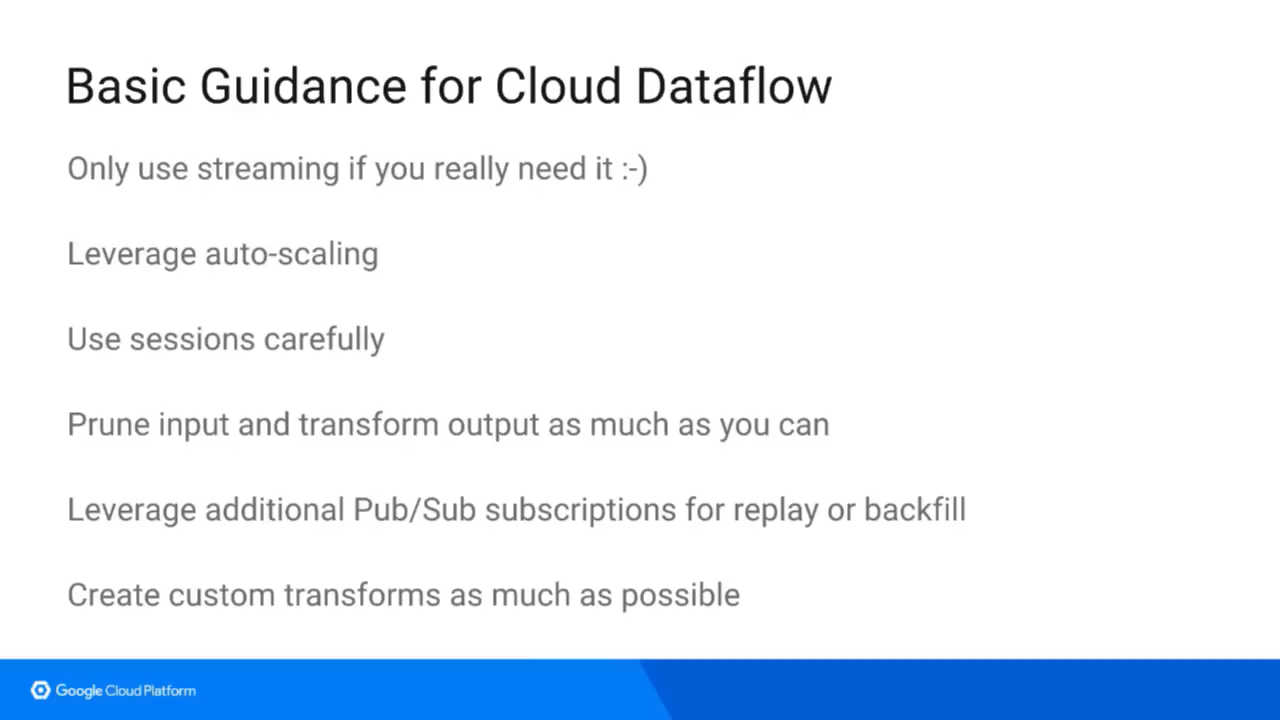 Basic Guidance for Cloud Dataflow
Only use streaming if you really need it :-)
Leverage auto-scaling
Use sessions carefully
Prune input and transform output as much as you can
Leverage additional Pub/Sub subscriptions for replay or backfill
Create custom transforms as much as possible
Google Cloud Platform